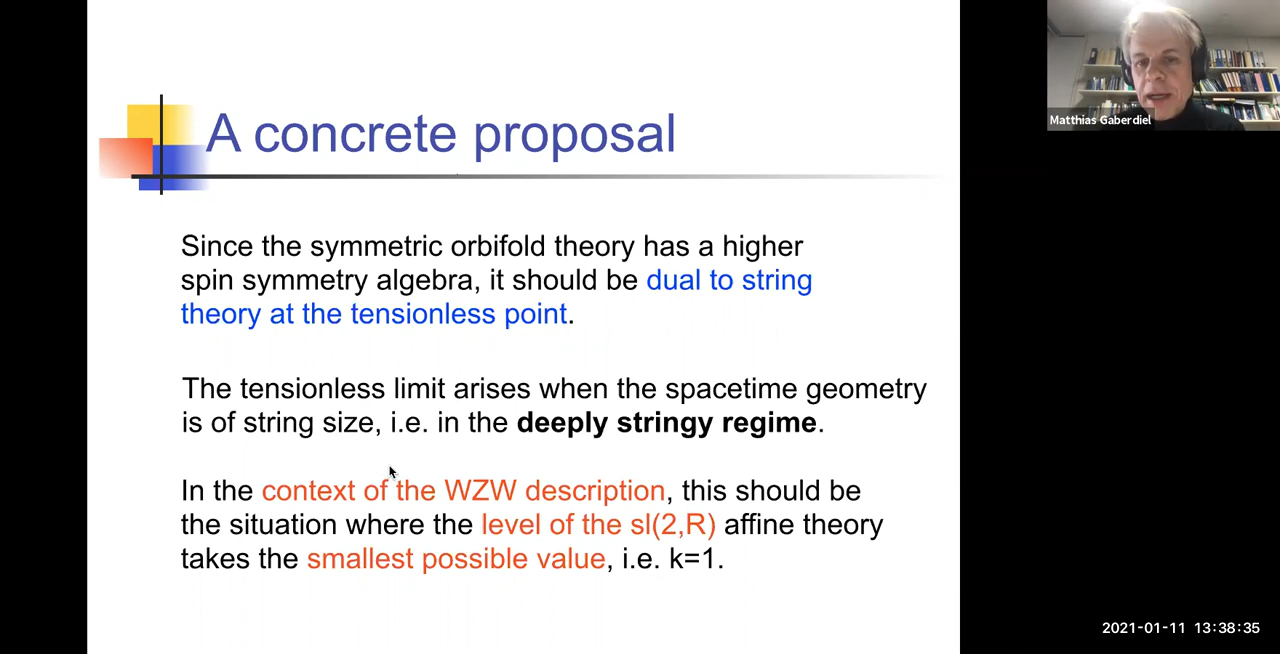 A concrete proposal
Since the symmetric orbifold theory has a higher
spin symmetry algebra, it should be dual to string
theory at the tensionless point.
The tensionless limit arises when the spacetime geometry
is of string size, i.e. in the deeply stringy regime.
In the context of the WZW description, this should be
the situation where the level of the sl(2,R) affine theory
takes the smallest possible value, i.e. k=1.
Matthias Gaberdiel
2021-01-11 13:38:35